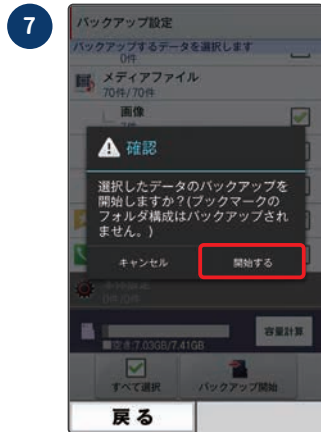 7
バックアップ設定
バックアップするデータを選択します
0件
メディアファイル
70件/70件
画像
確認
選択したデータのバックアップを
開始しますか?(ブックマークの
フォルダ構成はバックアップされ
ません。)
キャンセル
開始する
0件/0件
空き:7.03GB/7.41GB
容量計算
すべて選択
バックアップ開始
戻る